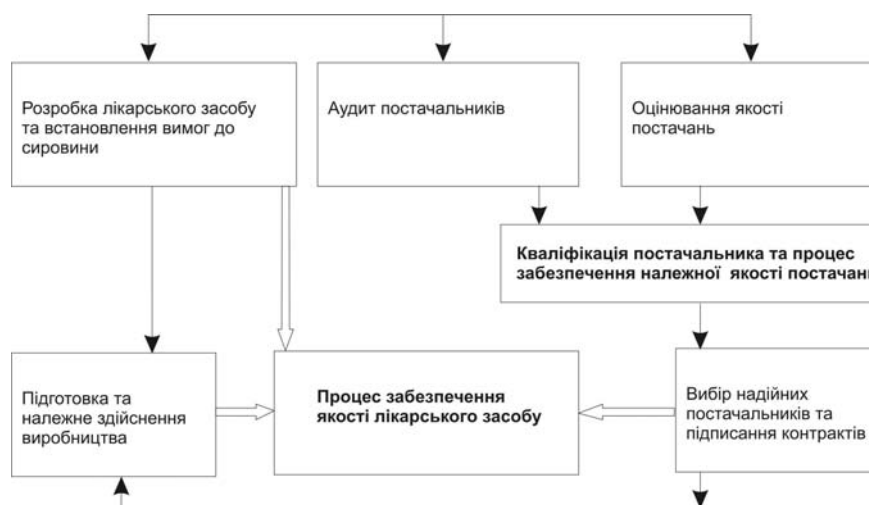 Розробка лікарського засобу
та встановлення вимог до
сировини
Аудит постачальників
Оцінювання якості
постачань
Кваліфікація постачальника та процес
забезпечення належної якості постачан
Підготовка та
належне здійснення
виробництва
Процес забезпечення
якості лікарського засобу
Вибір надійних
постачальників та
підписання контрактів